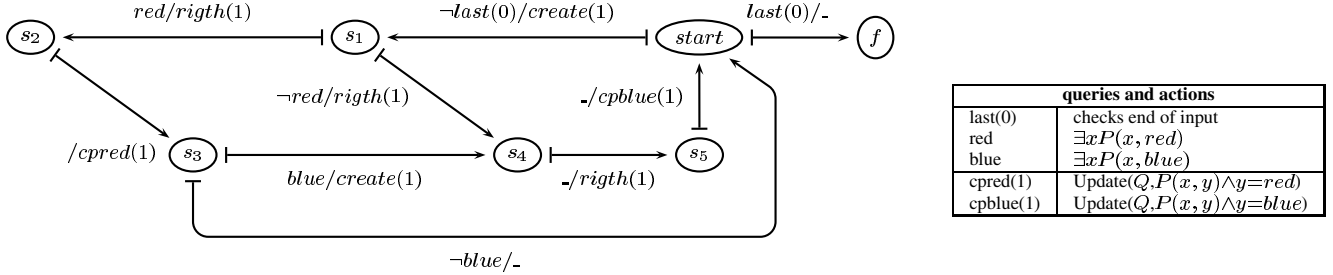 red/rigth(1)
¬last(0)/create(1)
last(0)/-
s2
s1
start
f
¬red/rigth(1)
-/cpblue(1)
/cpred(1)
s3
s4
s5
blue/create(1)
-/rigth(1)
¬blue/-
queries and actions
last(0) checks end of input
red ∃xP(x, red)
blue ∃xP(x, blue)
cpred(1) Update(Q,P(x, y)∧y=red)
cpblue(1) Update(Q,P(x, y)∧y=blue)